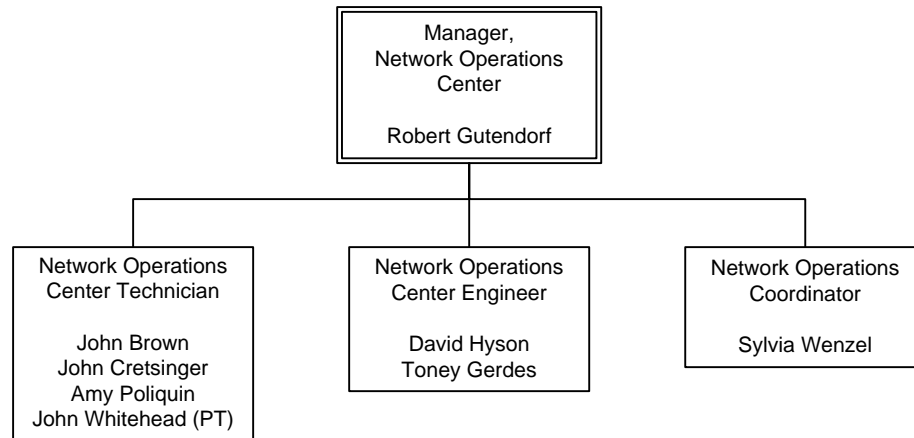 Manager,
Network Operations
Center
Robert Gutendorf
Network Operations
Center Technician
John Brown
John Cretsinger
Amy Poliquin
John Whitehead (PT)
Network Operations
Center Engineer
David Hyson
Toney Gerdes
Network Operations
Coordinator
Sylvia Wenzel